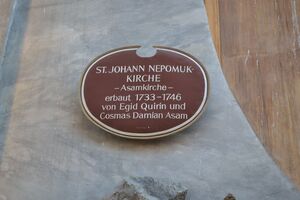 ST. JOHANN NEPOMUK-
KIRCHE
– Asamkirche –
erbaut 1733–1746
von Egid Quirin und
Cosmas Damian Asam